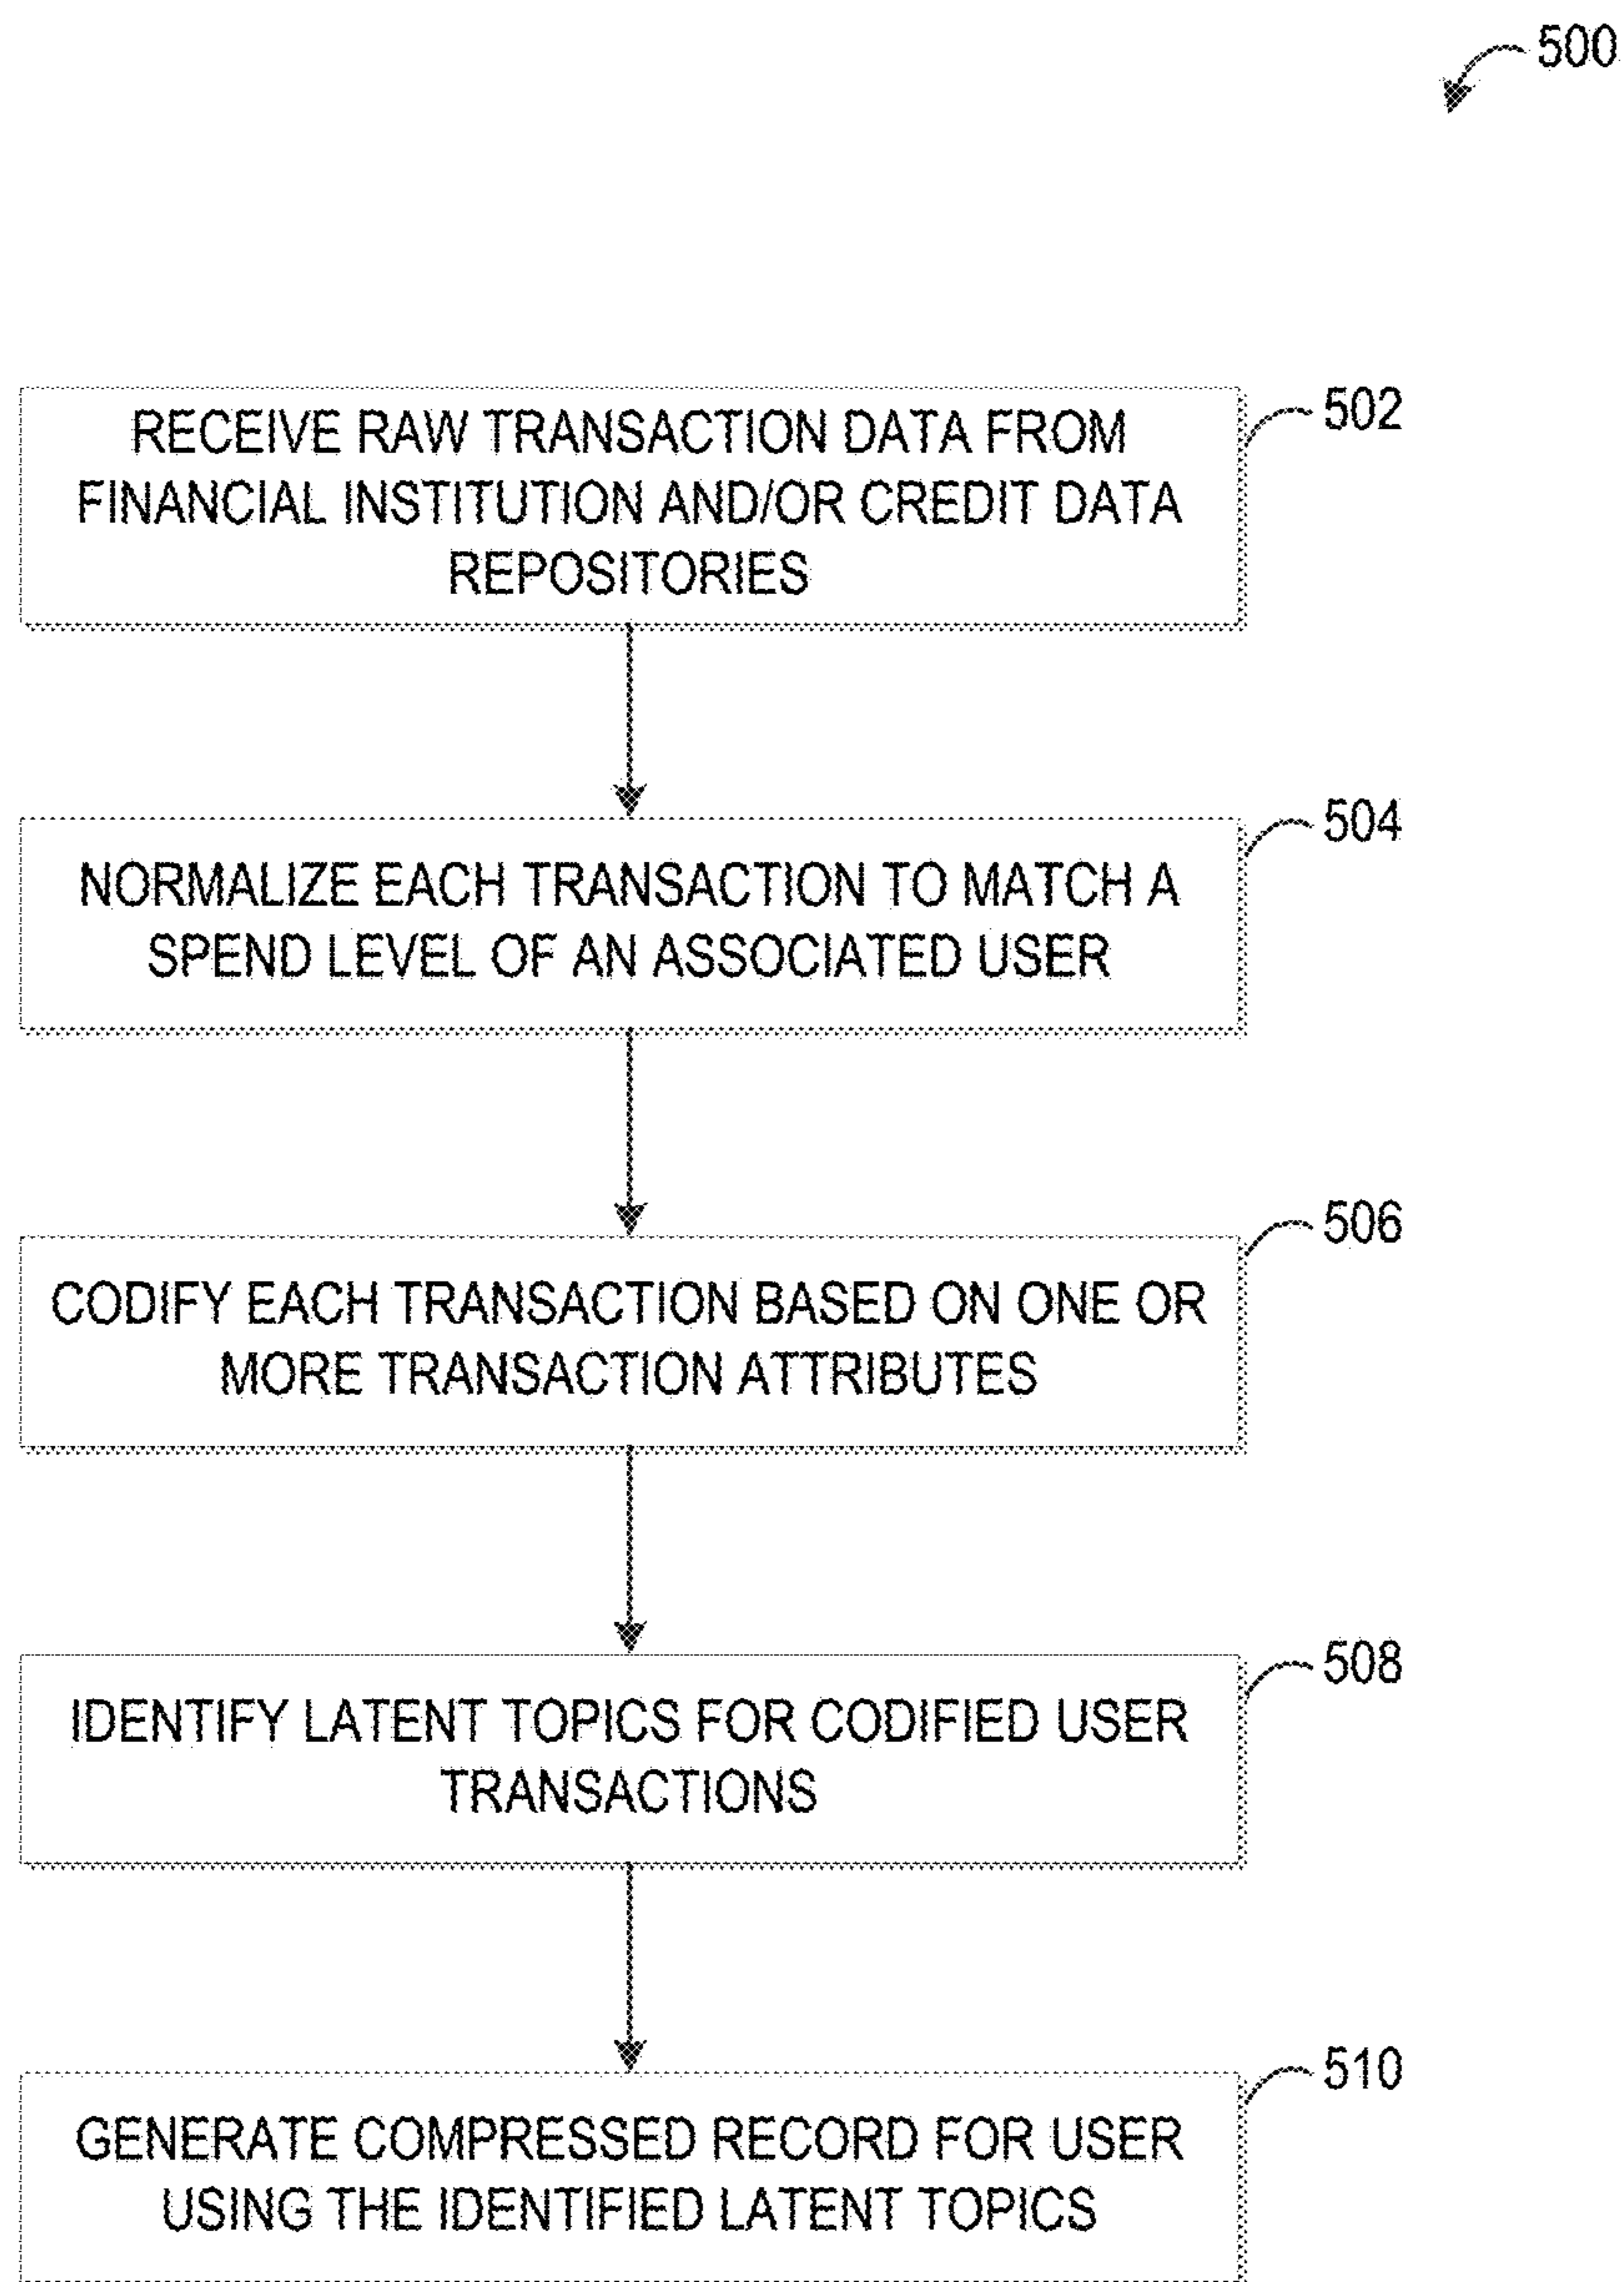 500
RECEIVE RAW TRANSACTION DATA FROM
FINANCIAL INSTITUTION AND/OR CREDIT DATA
REPOSITORIES
502
NORMALIZE EACH TRANSACTION TO MATCH A
SPEND LEVEL OF AN ASSOCIATED USER
504
CODIFY EACH TRANSACTION BASED ON ONE OR
MORE TRANSACTION ATTRIBUTES
506
IDENTIFY LATENT TOPICS FOR CODIFIED USER
TRANSACTIONS
508
GENERATE COMPRESSED RECORD FOR USER
USING THE IDENTIFIED LATENT TOPICS
510